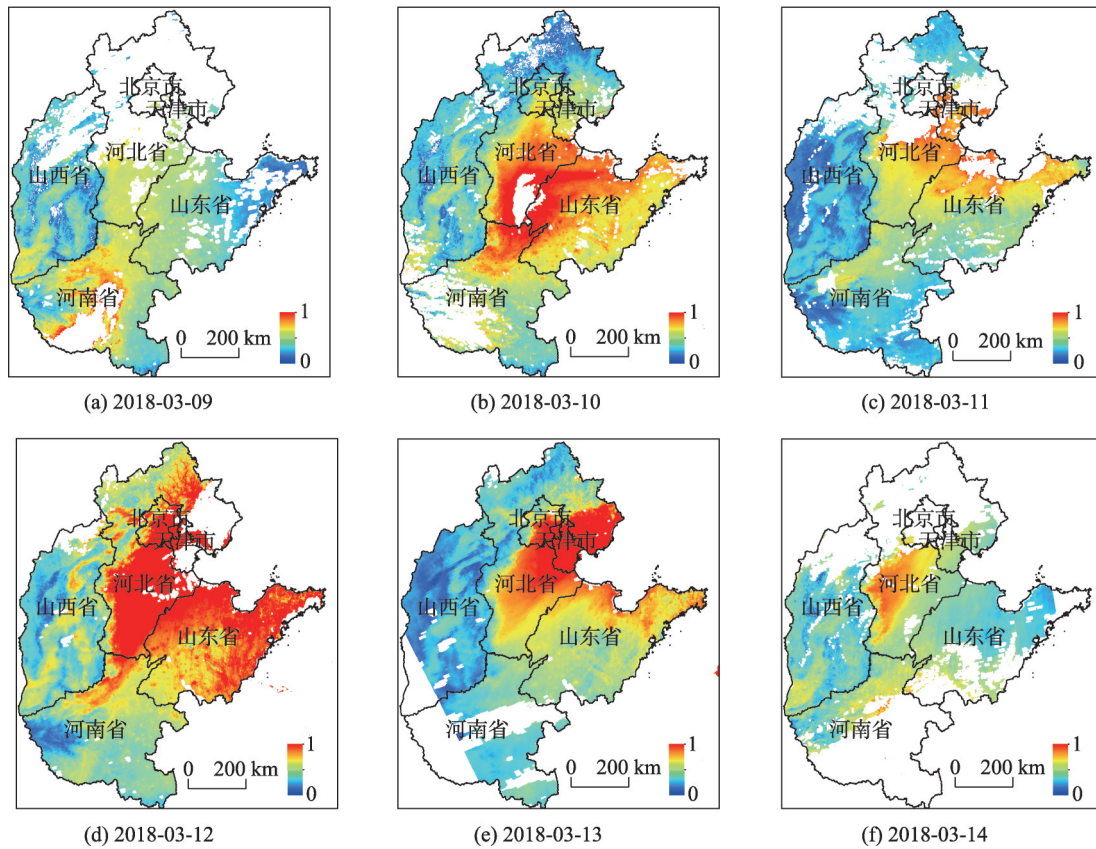 北京市
天津市
河北省
山西省
山东省
河南省
1
0
0 200 km
(a) 2018-03-09
北京市
天津市
河北省
山西省
山东省
河南省
1
0
0 200 km
(b) 2018-03-10
北京市
天津市
河北省
山西省
山东省
河南省
1
0
0 200 km
(c) 2018-03-11
北京市
天津市
河北省
山西省
山东省
河南省
1
0
0 200 km
(d) 2018-03-12
北京市
天津市
河北省
山西省
山东省
河南省
1
0
0 200 km
(e) 2018-03-13
北京市
天津市
河北省
山西省
山东省
河南省
1
0
0 200 km
(f) 2018-03-14